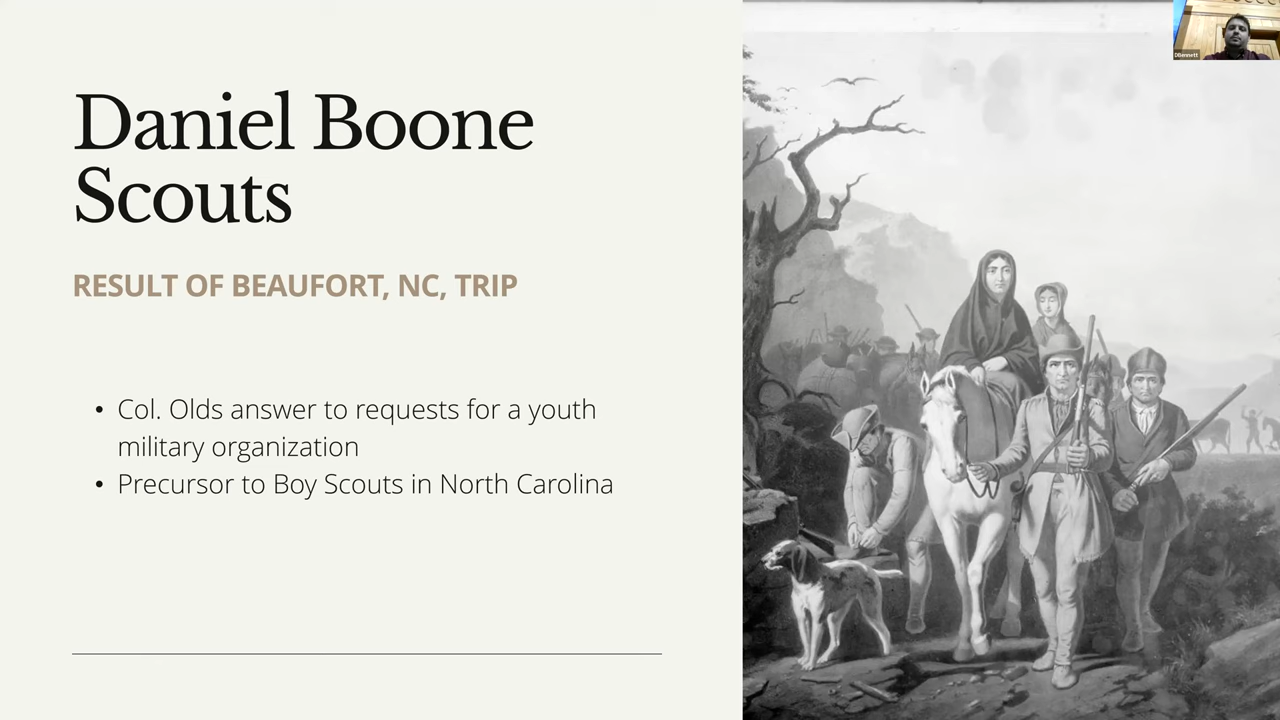 Daniel Boone
Scouts
RESULT OF BEAUFORT, NC, TRIP
• Col. Olds answer to requests for a youth
military organization
• Precursor to Boy Scouts in North Carolina
DBennett